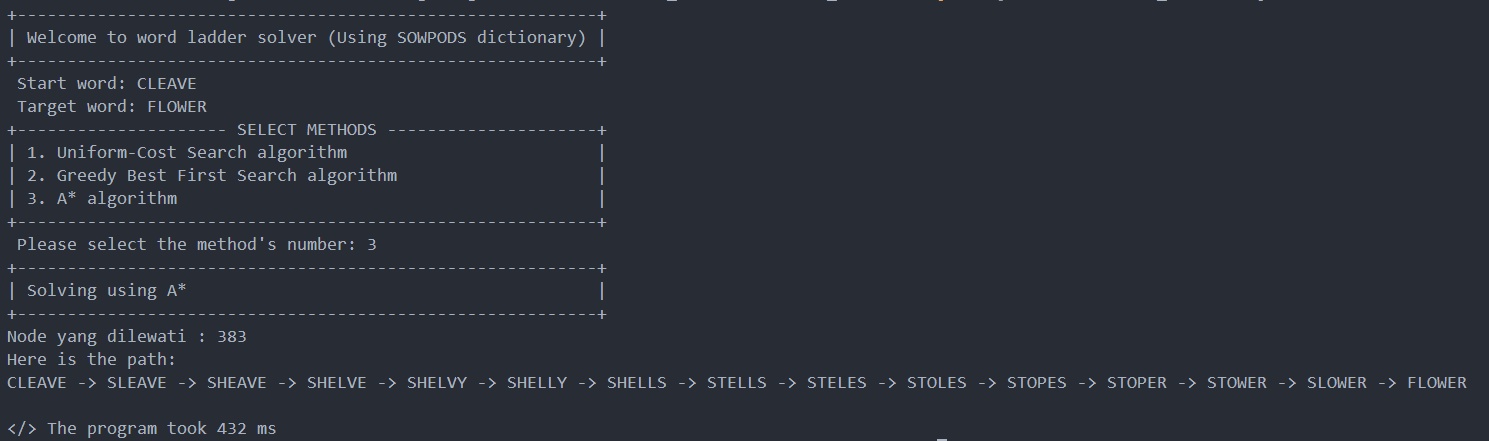 +----------------------------------------------------------+
| Welcome to word ladder solver (Using SOWPODS dictionary) |
+----------------------------------------------------------+
 Start word: CLEAVE
 Target word: FLOWER
+--------------------- SELECT METHODS ---------------------+
| 1. Uniform-Cost Search algorithm                         |
| 2. Greedy Best First Search algorithm                    |
| 3. A* algorithm                                          |
+----------------------------------------------------------+
 Please select the method's number: 3
+----------------------------------------------------------+
| Solving using A*                                         |
+----------------------------------------------------------+
Node yang dilewati : 383
Here is the path:
CLEAVE -> SLEAVE -> SHEAVE -> SHELVE -> SHELVY -> SHELLY -> SHELLS -> STELLS -> STELES -> STOLES -> STOPES -> STOPER -> STOWER -> SLOWER -> FLOWER
</> The program took 432 ms